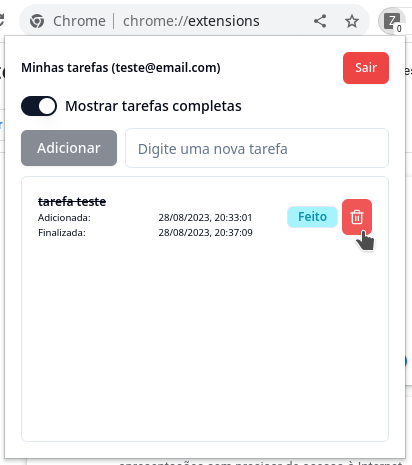 Chrome chrome://extensions
Z
0
Minhas tarefas (teste@email.com)
Sair
Mostrar tarefas completas
Adicionar
Digite uma nova tarefa
tarefa teste
Adicionada: 28/08/2023, 20:33:01
Finalizada: 28/08/2023, 20:37:09
Feito